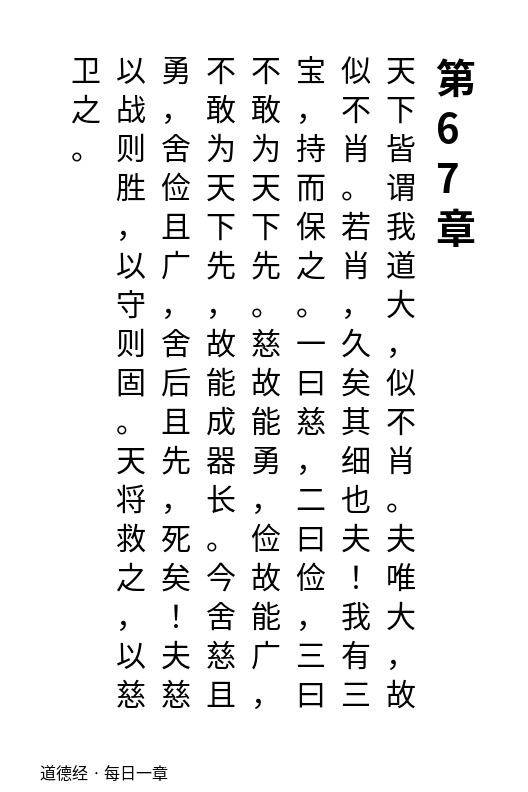 第67章
天下皆谓我道大，似不肖。夫唯大，故
似不肖。若肖，久矣其细也夫！我有三
宝，持而保之。一曰慈，二曰俭，三曰
不敢为天下先。慈故能勇，俭故能广，
不敢为天下先，故能成器长。今舍慈且
勇，舍俭且广，舍后且先，死矣！夫慈
以战则胜，以守则固。天将救之，以慈
卫之。
道德经 · 每日一章